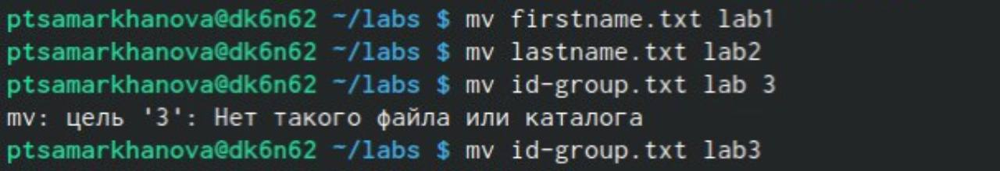 ptsamarkhanova@dk6n62 ~/labs $ mv firstname.txt lab1
ptsamarkhanova@dk6n62 ~/labs $ mv lastname.txt lab2
ptsamarkhanova@dk6n62 ~/labs $ mv id-group.txt lab 3
mv: цель '3': Нет такого файла или каталога
ptsamarkhanova@dk6n62 ~/labs $ mv id-group.txt lab3